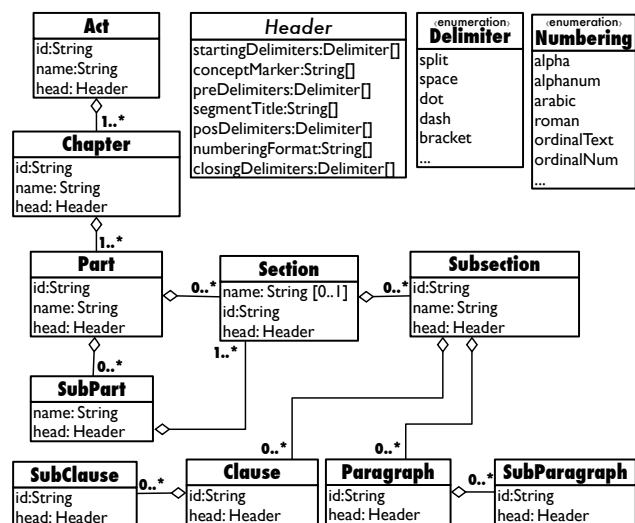 Act
id:String
name:String
head: Header
1..*
Chapter
id:String
name: String
head: Header
1..*
Header
startingDelimiters:Delimiter[]
conceptMarker:String[]
preDelimiters:Delimiter[]
segmentTitle:String[]
posDelimiters:Delimiter[]
numberingFormat:String[]
closingDelimiters:Delimiter[]
‹enumeration›
Delimiter
split
space
dot
dash
bracket
...
‹enumeration›
Numbering
alpha
alphanum
arabic
roman
ordinalText
ordinalNum
...
Part
id:String
name: String
head: Header
0..*
0..*
Section
name: String [0..1]
id:String
head: Header
0..*
1..*
Subsection
id:String
name: String
head: Header
0..*
0..*
SubPart
name: String
head: Header
SubClause
id:String
head: Header
0..*
Clause
id:String
head: Header
Paragraph
id:String
head: Header
0..*
SubParagraph
id:String
head: Header